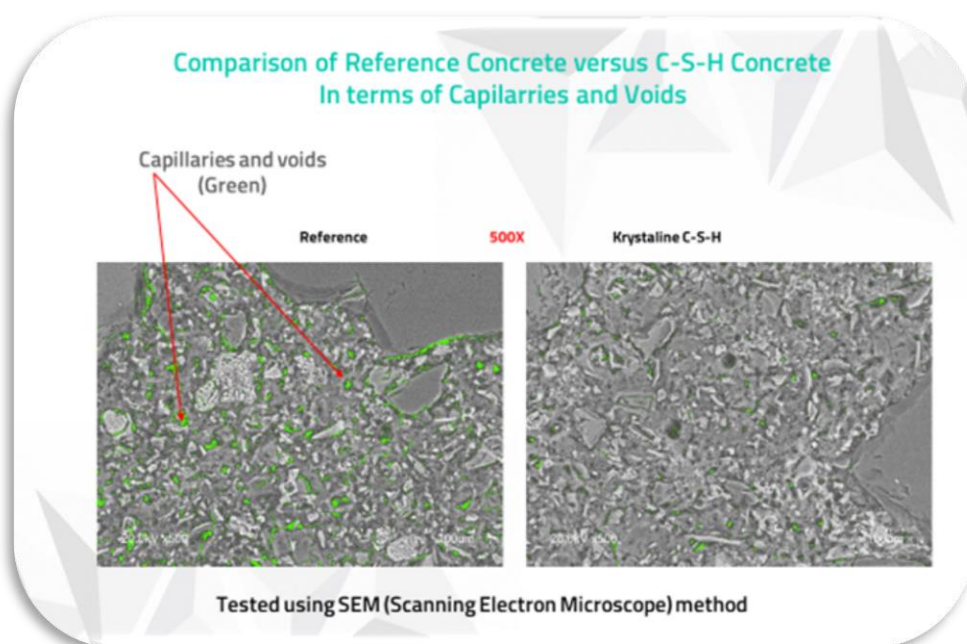 Comparison of Reference Concrete versus C-S-H Concrete
In terms of Capilarries and Voids
Capillaries and voids
(Green)
Reference 500X Krystaline C-S-H
Tested using SEM (Scanning Electron Microscope) method